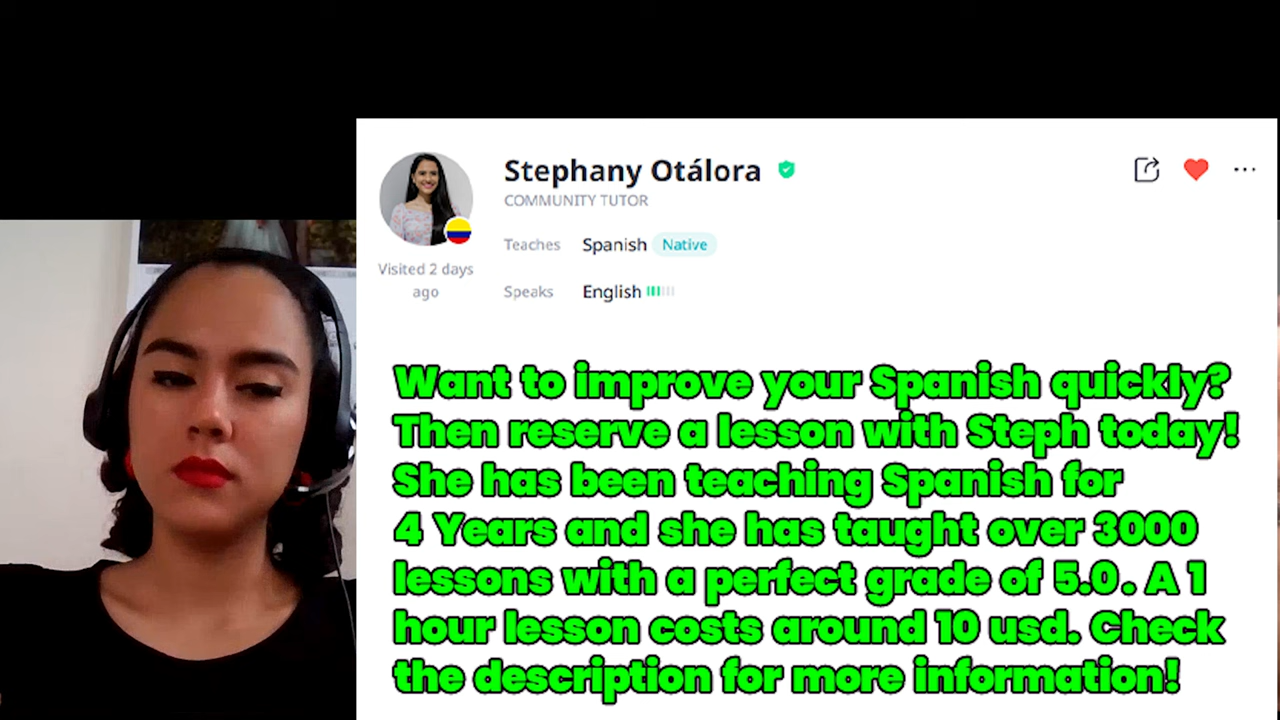 Stephany Otálora
COMMUNITY TUTOR
Teaches Spanish Native
Visited 2 days
ago
Speaks English
Want to improve your Spanish quickly?
Then reserve a lesson with Steph today!
She has been teaching Spanish for
4 Years and she has taught over 3000
lessons with a perfect grade of 5.0. A 1
hour lesson costs around 10 usd. Check
the description for more information!